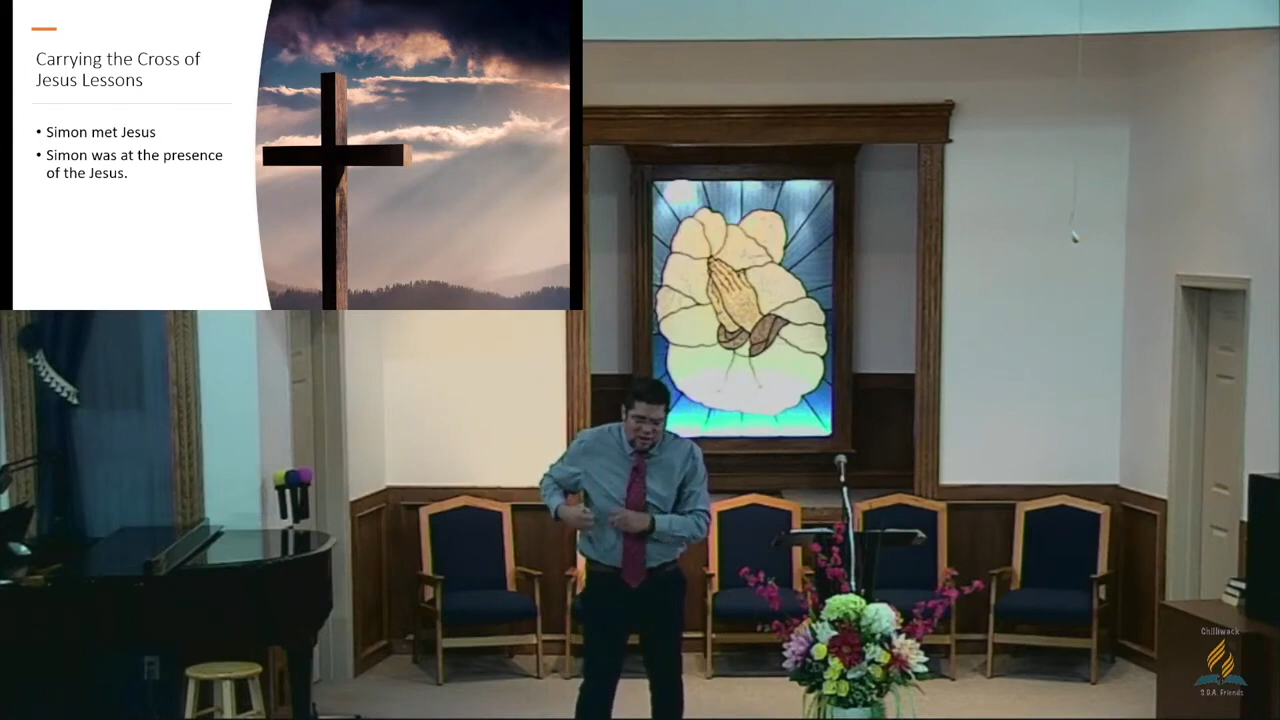 Carrying the Cross of
Jesus Lessons
• Simon met Jesus
• Simon was at the presence
of the Jesus.
Chilliwack
S.D.A. Friends